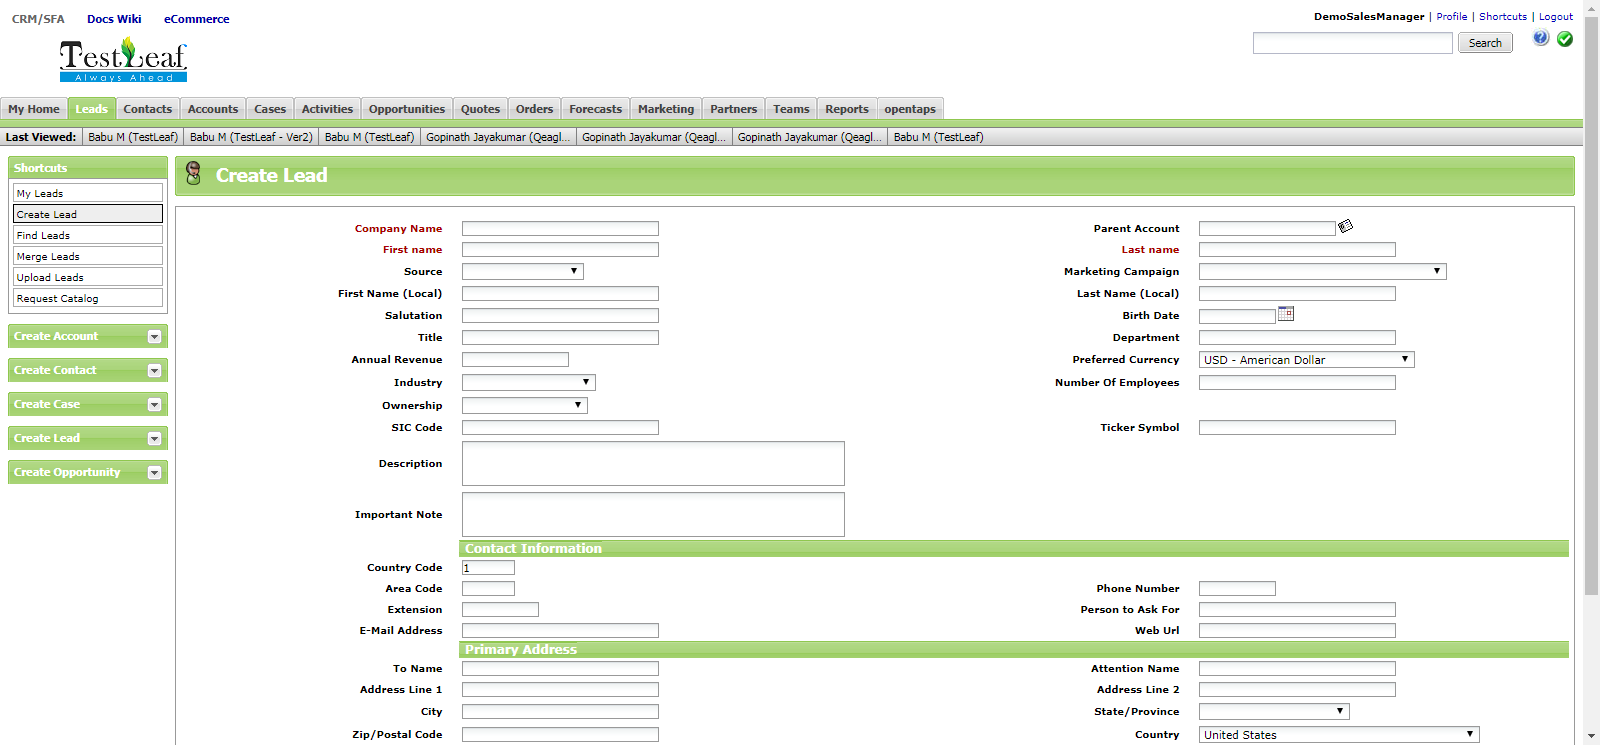 CRM/SFA Docs Wiki eCommerce
DemoSalesManager | Profile | Shortcuts | Logout
TestLeaf
Always Ahead
Search
My Home Leads Contacts Accounts Cases Activities Opportunities Quotes Orders Forecasts Marketing Partners Teams Reports opentaps
Last Viewed: Babu M (TestLeaf) Babu M (TestLeaf - Ver2) Babu M (TestLeaf) Gopinath Jayakumar (Qeagl... Gopinath Jayakumar (Qeagl... Gopinath Jayakumar (Qeagl... Babu M (TestLeaf)
Shortcuts
My Leads
Create Lead
Find Leads
Merge Leads
Upload Leads
Request Catalog
Create Account
Create Contact
Create Case
Create Lead
Create Opportunity
Create Lead
Company Name Parent Account
First name Last name
Source Marketing Campaign
First Name (Local) Last Name (Local)
Salutation Birth Date
Title Department
Annual Revenue Preferred Currency USD - American Dollar
Industry Number Of Employees
Ownership
SIC Code Ticker Symbol
Description
Important Note
Contact Information
Country Code 1
Area Code Phone Number
Extension Person to Ask For
E-Mail Address Web Url
Primary Address
To Name Attention Name
Address Line 1 Address Line 2
City State/Province
Zip/Postal Code Country United States